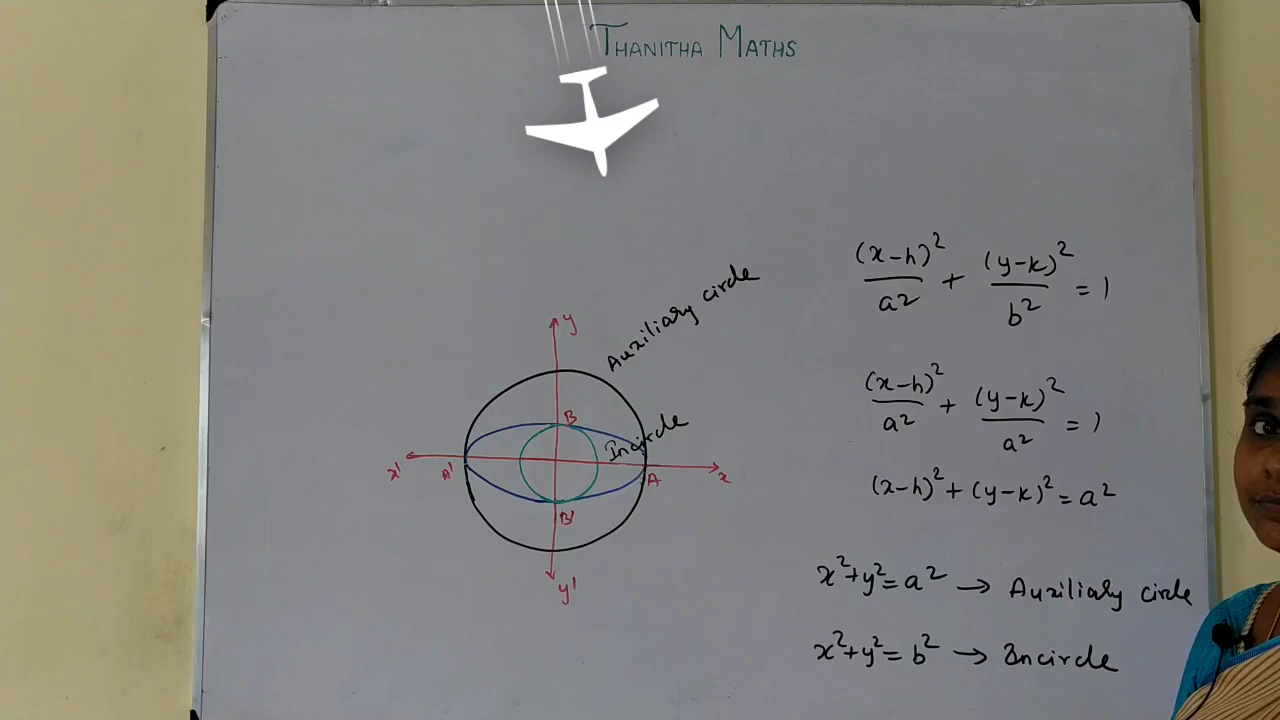 THANITHA MATHS
Auxiliary circle
y
B
Incircle
x' A' A x
B'
y'
(x-h)²/a² + (y-k)²/b² = 1
(x-h)²/a² + (y-k)²/a² = 1
(x-h)² + (y-k)² = a²
x²+y² = a² → Auxiliary circle
x²+y² = b² → Incircle